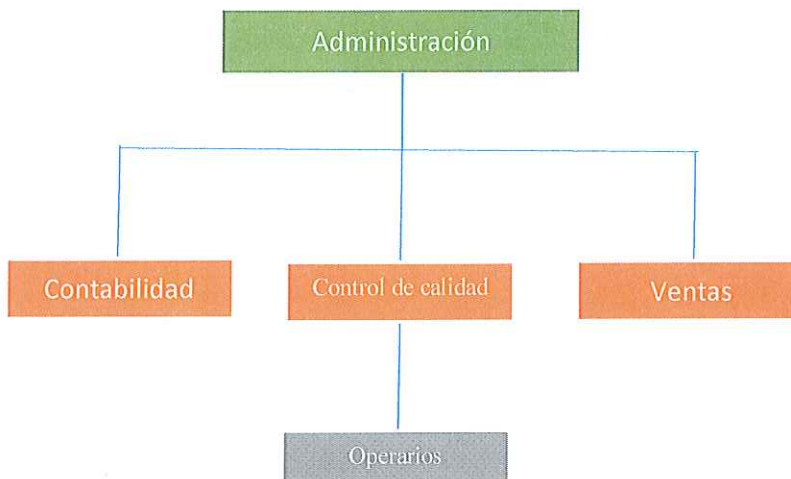 Administración
Contabilidad
Control de calidad
Ventas
Operarios